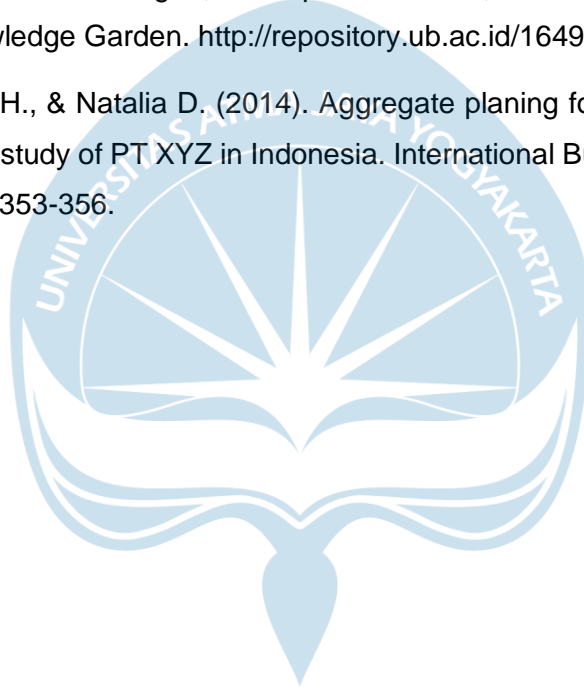 wledge Garden. http://repository.ub.ac.id/1649
H., & Natalia D. (2014). Aggregate planing fo
study of PT XYZ in Indonesia. International Bu
353-356.
UNIVERSITAS ATMA JAYA YOGYAKARTA